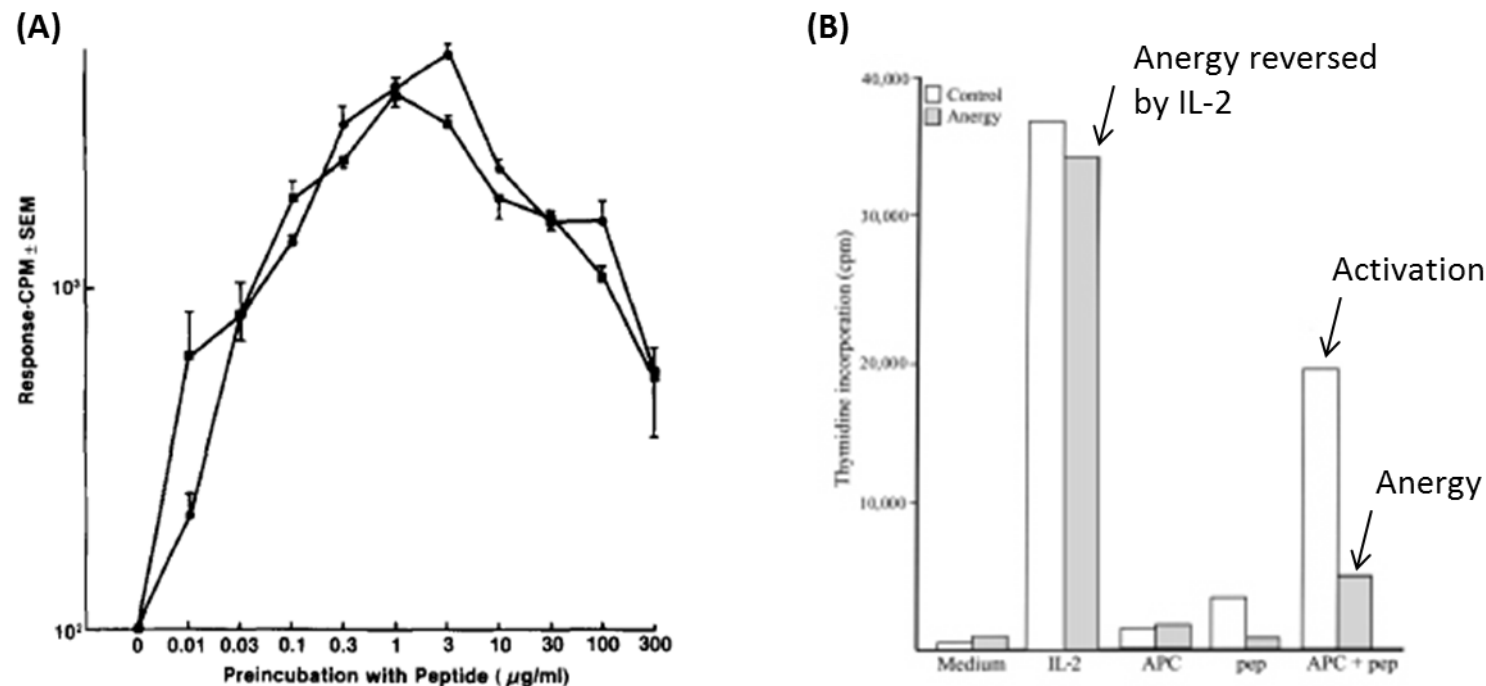 (A)
Response-CPM ± SEM
10³
10²
0 0.01 0.03 0.1 0.3 1 3 10 30 100 300
Preincubation with Peptide ( µg/ml)
(B)
Anergy reversed
by IL-2
Activation
Anergy
Control
Anergy
Thymidine incorporation (cpm)
40,000
30,000
20,000
10,000
Medium IL-2 APC pep APC + pep